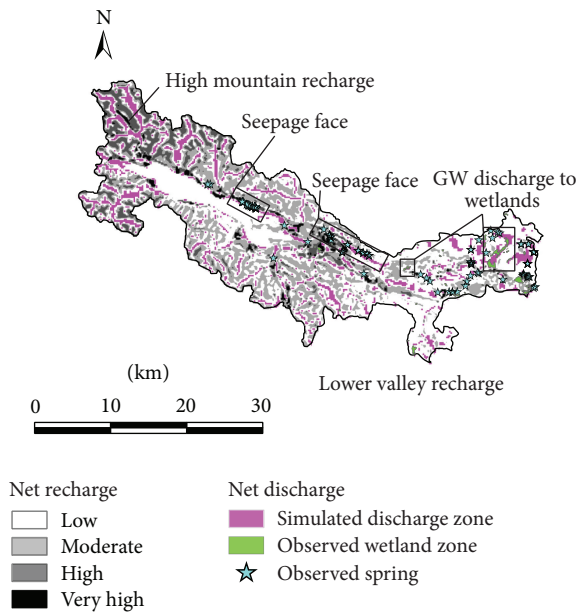 N
High mountain recharge
Seepage face
Seepage face
GW discharge to
wetlands
Lower valley recharge
(km)
0 10 20 30
Net recharge
Low
Moderate
High
Very high
Net discharge
Simulated discharge zone
Observed wetland zone
Observed spring